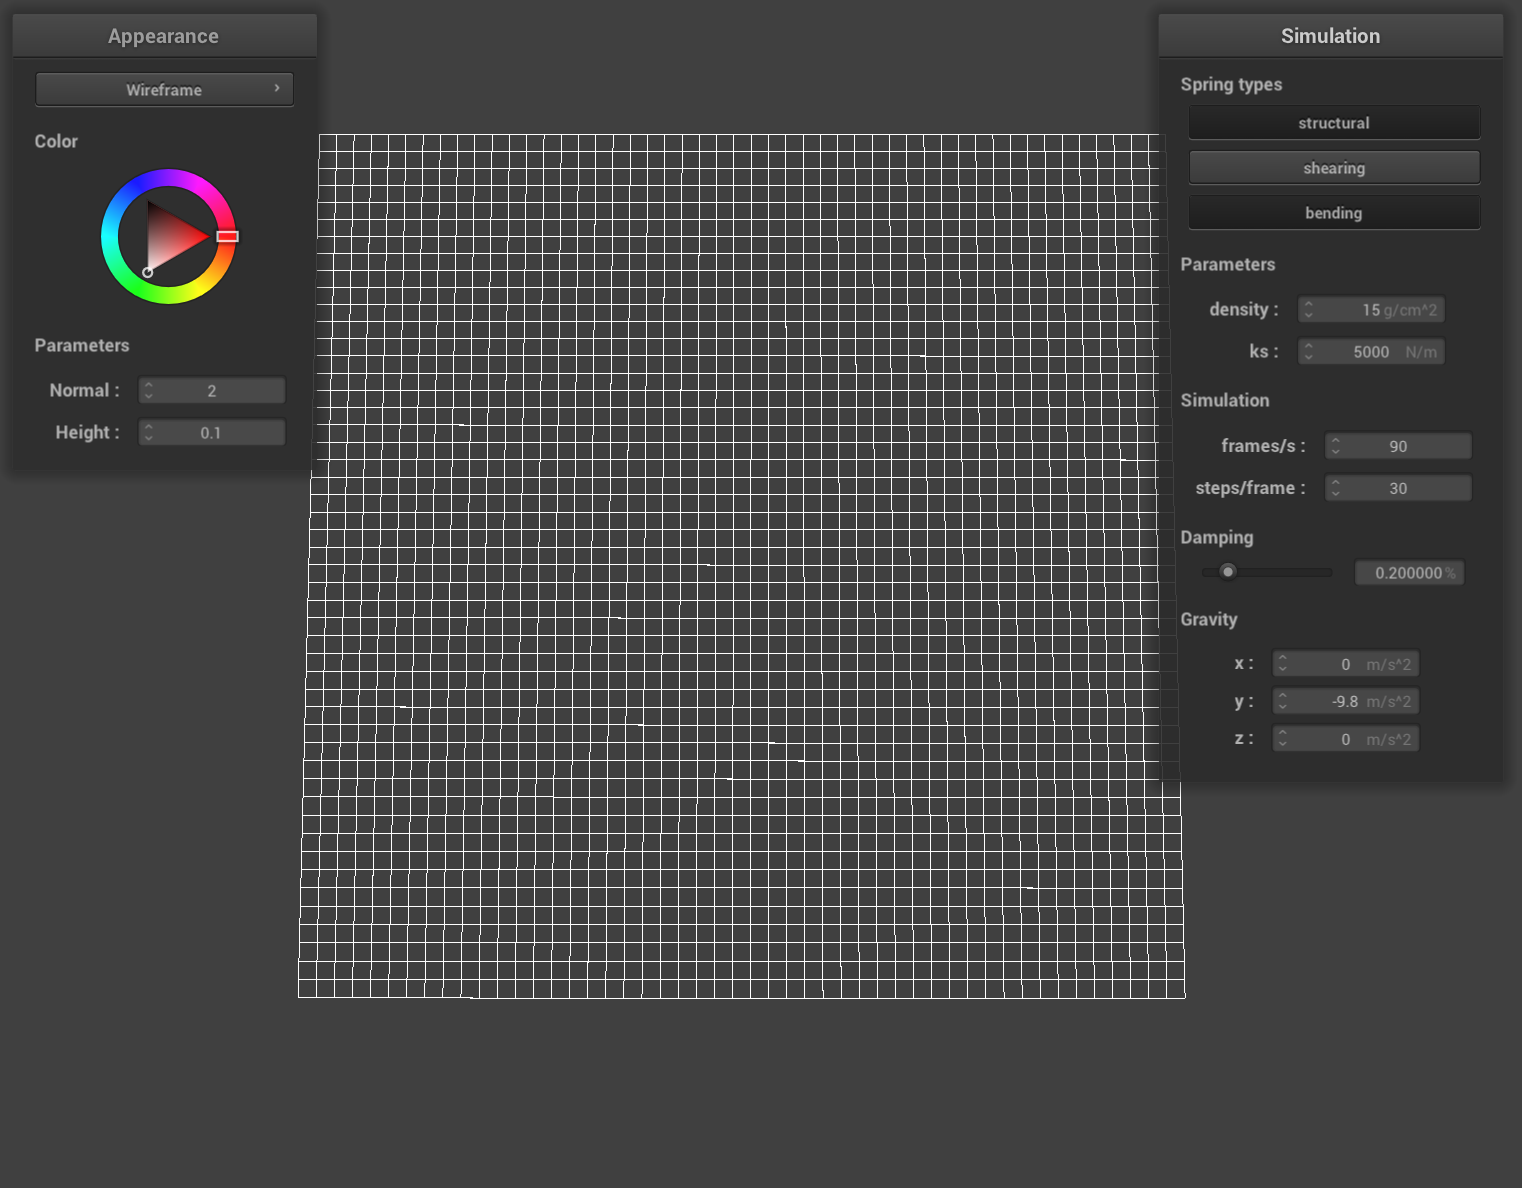 Appearance
Wireframe
Color
Parameters
Normal : 2
Height : 0.1
Simulation
Spring types
structural
shearing
bending
Parameters
density : 15 g/cm^2
ks : 5000 N/m
Simulation
frames/s : 90
steps/frame : 30
Damping
0.200000 %
Gravity
x : 0 m/s^2
y : -9.8 m/s^2
z : 0 m/s^2